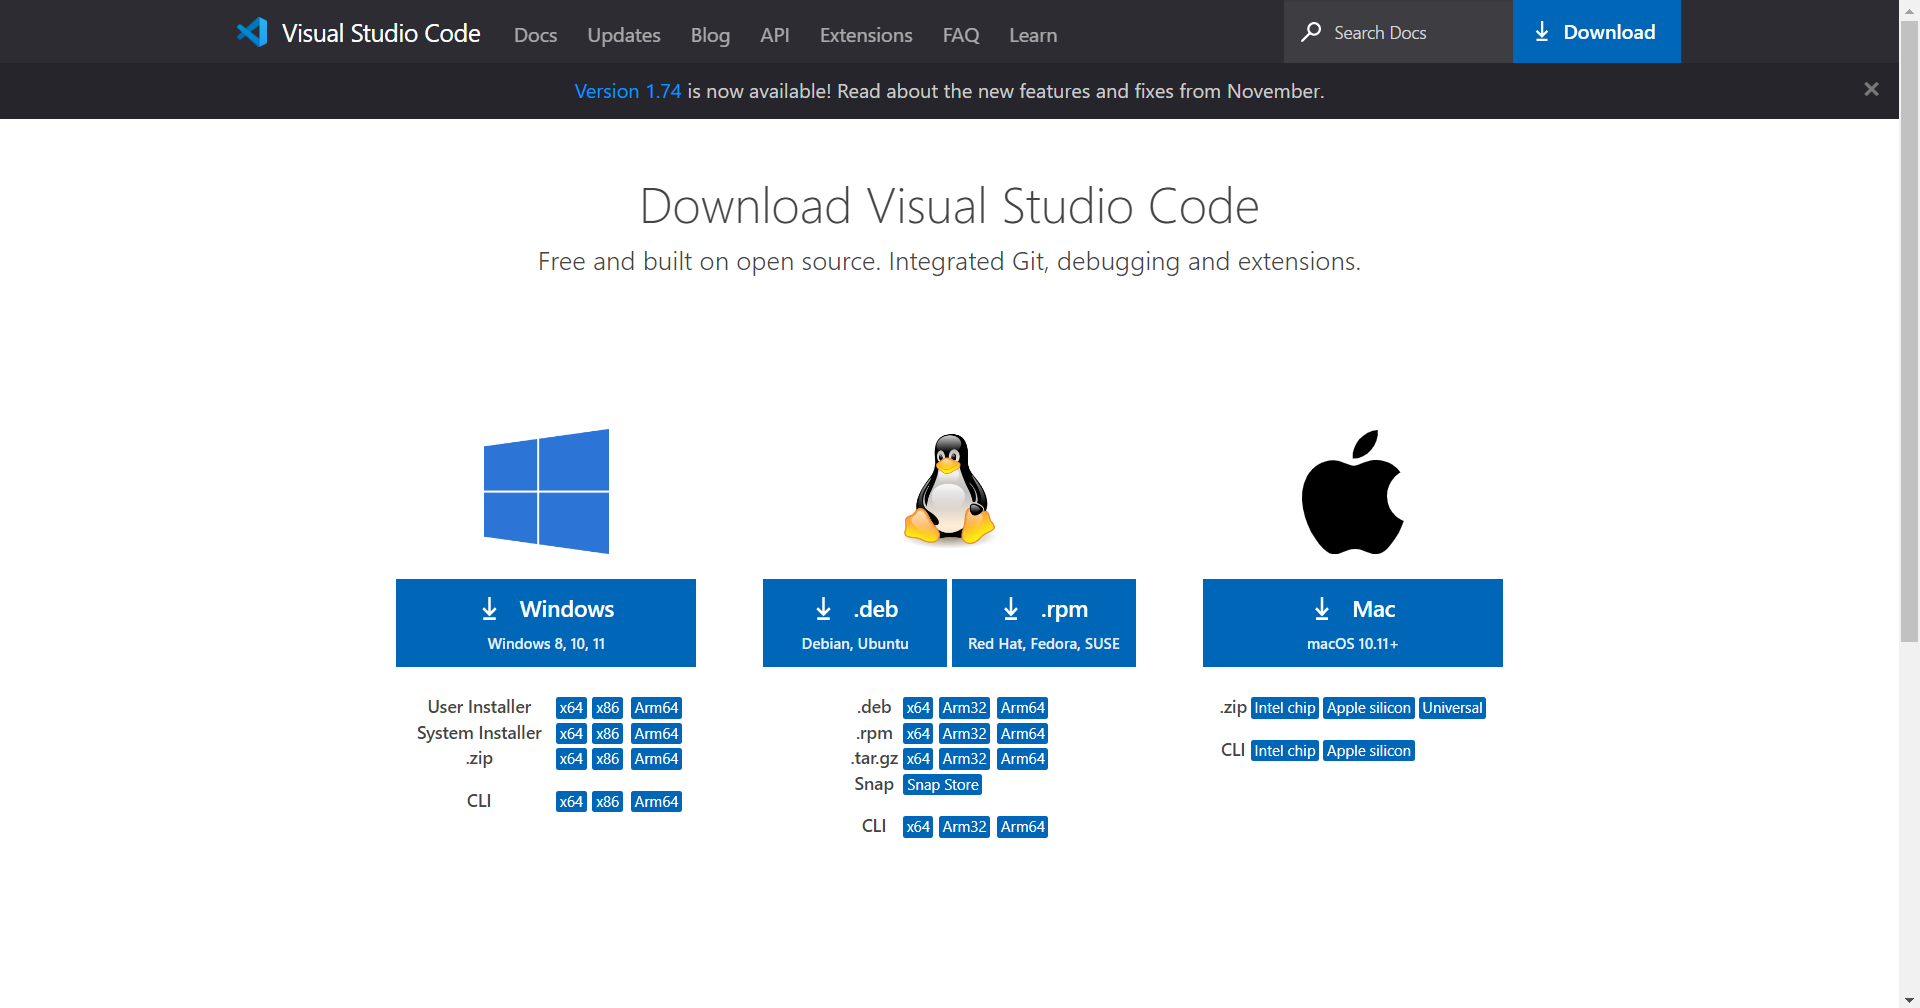 Visual Studio Code Docs Updates Blog API Extensions FAQ Learn Search Docs Download
Version 1.74 is now available! Read about the new features and fixes from November.
Download Visual Studio Code
Free and built on open source. Integrated Git, debugging and extensions.
Windows
Windows 8, 10, 11
User Installer x64 x86 Arm64
System Installer x64 x86 Arm64
.zip x64 x86 Arm64
CLI x64 x86 Arm64
.deb
Debian, Ubuntu
.rpm
Red Hat, Fedora, SUSE
.deb x64 Arm32 Arm64
.rpm x64 Arm32 Arm64
.tar.gz x64 Arm32 Arm64
Snap Snap Store
CLI x64 Arm32 Arm64
Mac
macOS 10.11+
.zip Intel chip Apple silicon Universal
CLI Intel chip Apple silicon